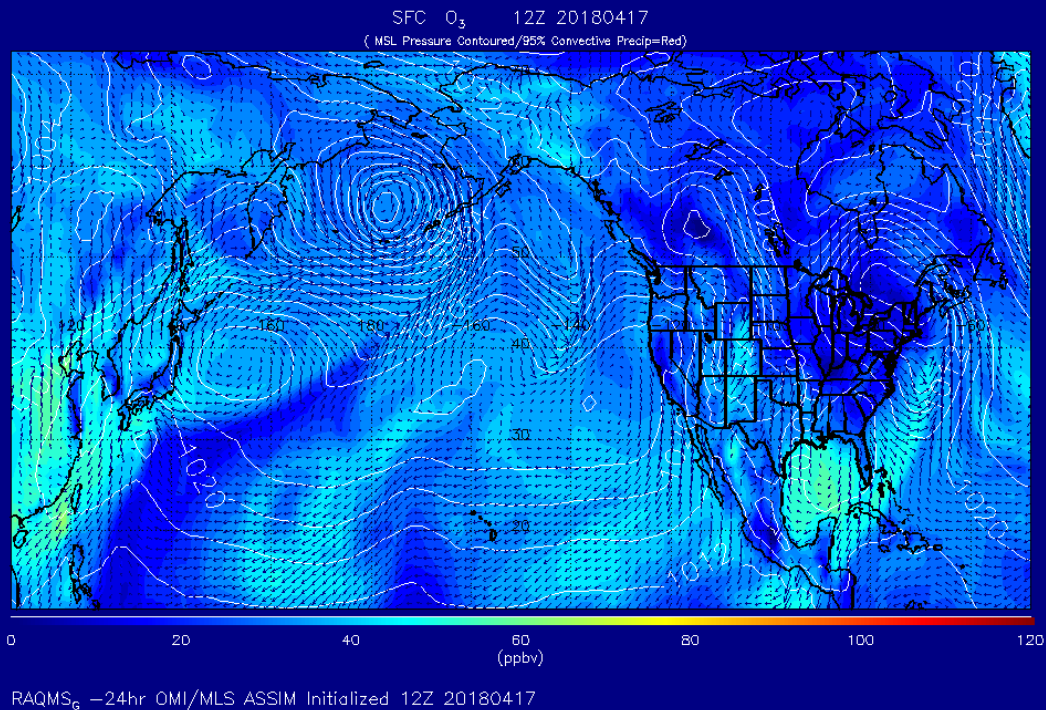 SFC O₃ 12Z 20180417
( MSL Pressure Contoured/95% Convective Precip=Red)
50
120 160 180 -160 -140 -60
40
30
1020
20
1012
1020
0 20 40 60 80 100 120
(ppbv)
RAQMS_G -24hr OMI/MLS ASSIM Initialized 12Z 20180417